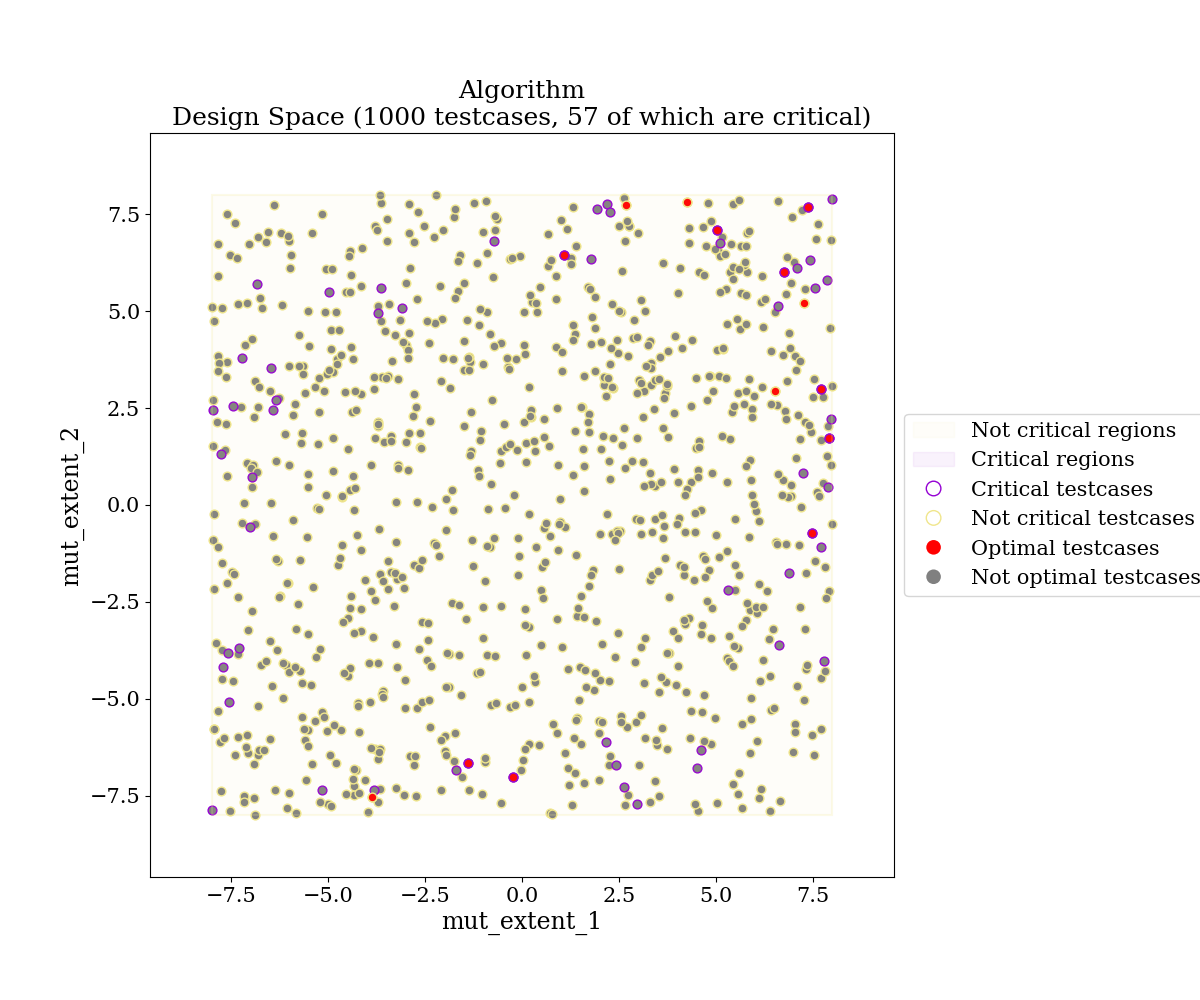 Algorithm
Design Space (1000 testcases, 57 of which are critical)
7.5
5.0
2.5
0.0
−2.5
−5.0
−7.5
mut_extent_2
−7.5
−5.0
−2.5
0.0
2.5
5.0
7.5
mut_extent_1
Not critical regions
Critical regions
Critical testcases
Not critical testcases
Optimal testcases
Not optimal testcases